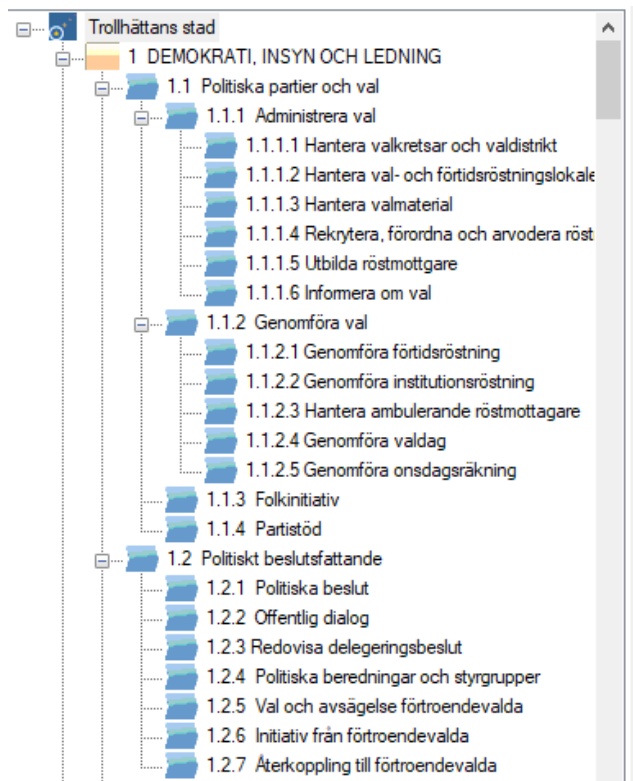 Trollhättans stad
1 DEMOKRATI, INSYN OCH LEDNING
1.1 Politiska partier och val
1.1.1 Administrera val
1.1.1.1 Hantera valkretsar och valdistrikt
1.1.1.2 Hantera val- och förtidsröstningslokale
1.1.1.3 Hantera valmaterial
1.1.1.4 Rekrytera, förordna och arvodera röst
1.1.1.5 Utbilda röstmottgare
1.1.1.6 Informera om val
1.1.2 Genomföra val
1.1.2.1 Genomföra förtidsröstning
1.1.2.2 Genomföra institutionsröstning
1.1.2.3 Hantera ambulerande röstmottagare
1.1.2.4 Genomföra valdag
1.1.2.5 Genomföra onsdagsräkning
1.1.3 Folkinitiativ
1.1.4 Partistöd
1.2 Politiskt beslutsfattande
1.2.1 Politiska beslut
1.2.2 Offentlig dialog
1.2.3 Redovisa delegeringsbeslut
1.2.4 Politiska beredningar och styrgrupper
1.2.5 Val och avsägelse förtroendevalda
1.2.6 Initiativ från förtroendevalda
1.2.7 Återkoppling till förtroendevalda